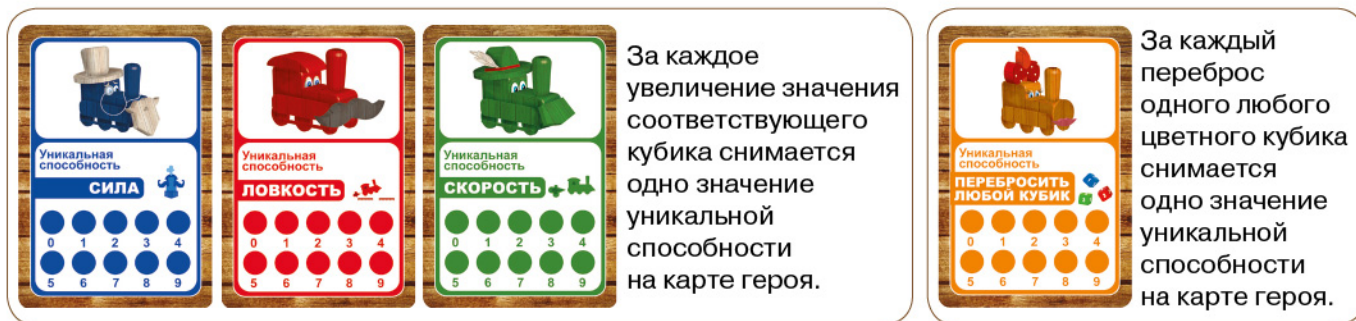 Уникальная
способность
СИЛА
0 1 2 3 4
5 6 7 8 9
Уникальная
способность
ЛОВКОСТЬ
0 1 2 3 4
5 6 7 8 9
Уникальная
способность
СКОРОСТЬ
0 1 2 3 4
5 6 7 8 9
За каждое
увеличение значения
соответствующего
кубика снимается
одно значение
уникальной
способности
на карте героя.
Уникальная
способность
ПЕРЕБРОСИТЬ
ЛЮБОЙ КУБИК
0 1 2 3 4
5 6 7 8 9
За каждый
переброс
одного любого
цветного кубика
снимается
одно значение
уникальной
способности
на карте героя.